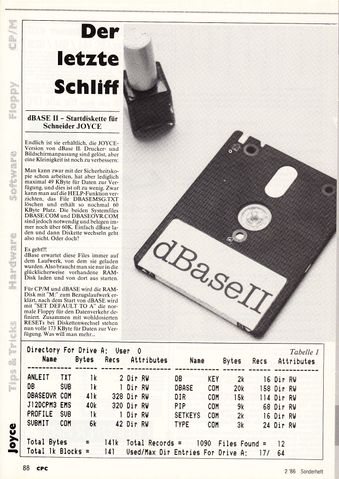 Der
letzte
Schliff
dBASE II – Startdiskette für
Schneider JOYCE
Endlich ist sie erhältlich, die JOYCE-
Version von dBase II. Drucker- und
Bildschirmanpassung sind gelöst, aber
eine Kleinigkeit ist noch zu verbessern:
Man kann zwar mit der Sicherheitsko-
pie schon arbeiten, hat aber lediglich
maximal 49 KByte für Daten zur Ver-
fügung, und dies ist oft zu wenig. Zwar
kann man auf die HELP-Funktion ver-
zichten, das File DBASEMSG.TXT
löschen und erhält so nochmal 60
KByte Platz. Die beiden Systemfiles
DBASE.COM und DBASEOVR.COM
sind jedoch notwendig und belegen im-
mer noch über 60K. Einfach dBase la-
den und dann Diskette wechseln geht
also nicht. Oder doch?
Es geht!!!
dBase erwartet diese Files immer auf
dem Laufwerk, von dem sie geladen
wurden. Also braucht man sie nur in die
glücklicherweise vorhandene RAM-
Disk laden und von dort aus starten.
Für CP/M und dBASE wird die RAM-
Disk mit "M:" zum Bezugslaufwerk er-
klärt, nach dem Start von dBASE wird
mit "SET DEFAULT TO A" die nor-
male Floppy für den Datenverkehr de-
finiert. Zusammen mit wohldosierten
RESETs bei Diskettenwechsel stehen
nun volle 173 KByte für Daten zur Ver-
fügung. Was will man mehr...
dBaseII
Directory For Drive A: User 0 Tabelle 1
Name Bytes Recs Attributes Name Bytes Recs Attributes
ANLEIT TXT 1k 2 Dir RW DB KEY 2k 16 Dir RW
DB SUB 1k 1 Dir RW DBASE COM 20k 158 Dir RW
DBASEOVR COM 41k 328 Dir RW DIR COM 15k 114 Dir RW
J12DCPM3 EMS 40k 320 Dir RW PIP COM 9k 68 Dir RW
PROFILE SUB 1k 1 Dir RW SETKEYS COM 2k 16 Dir RW
SUBMIT COM 6k 42 Dir RW TYPE COM 3k 24 Dir RW
Total Bytes = 141k Total Records = 1090 Files Found = 12
Total 1k Blocks = 141 Used/Max Dir Entries For Drive A: 17/ 64
Joyce Tips & Tricks Hardware Software Floppy CP/M
88 CPC
2'86 Sonderheft